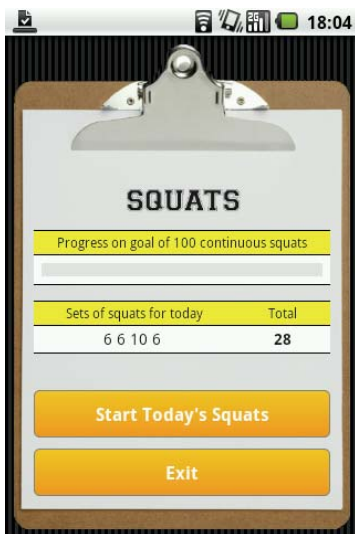 2G 18:04
SQUATS
Progress on goal of 100 continuous squats
Sets of squats for today Total
6 6 10 6 28
Start Today's Squats
Exit